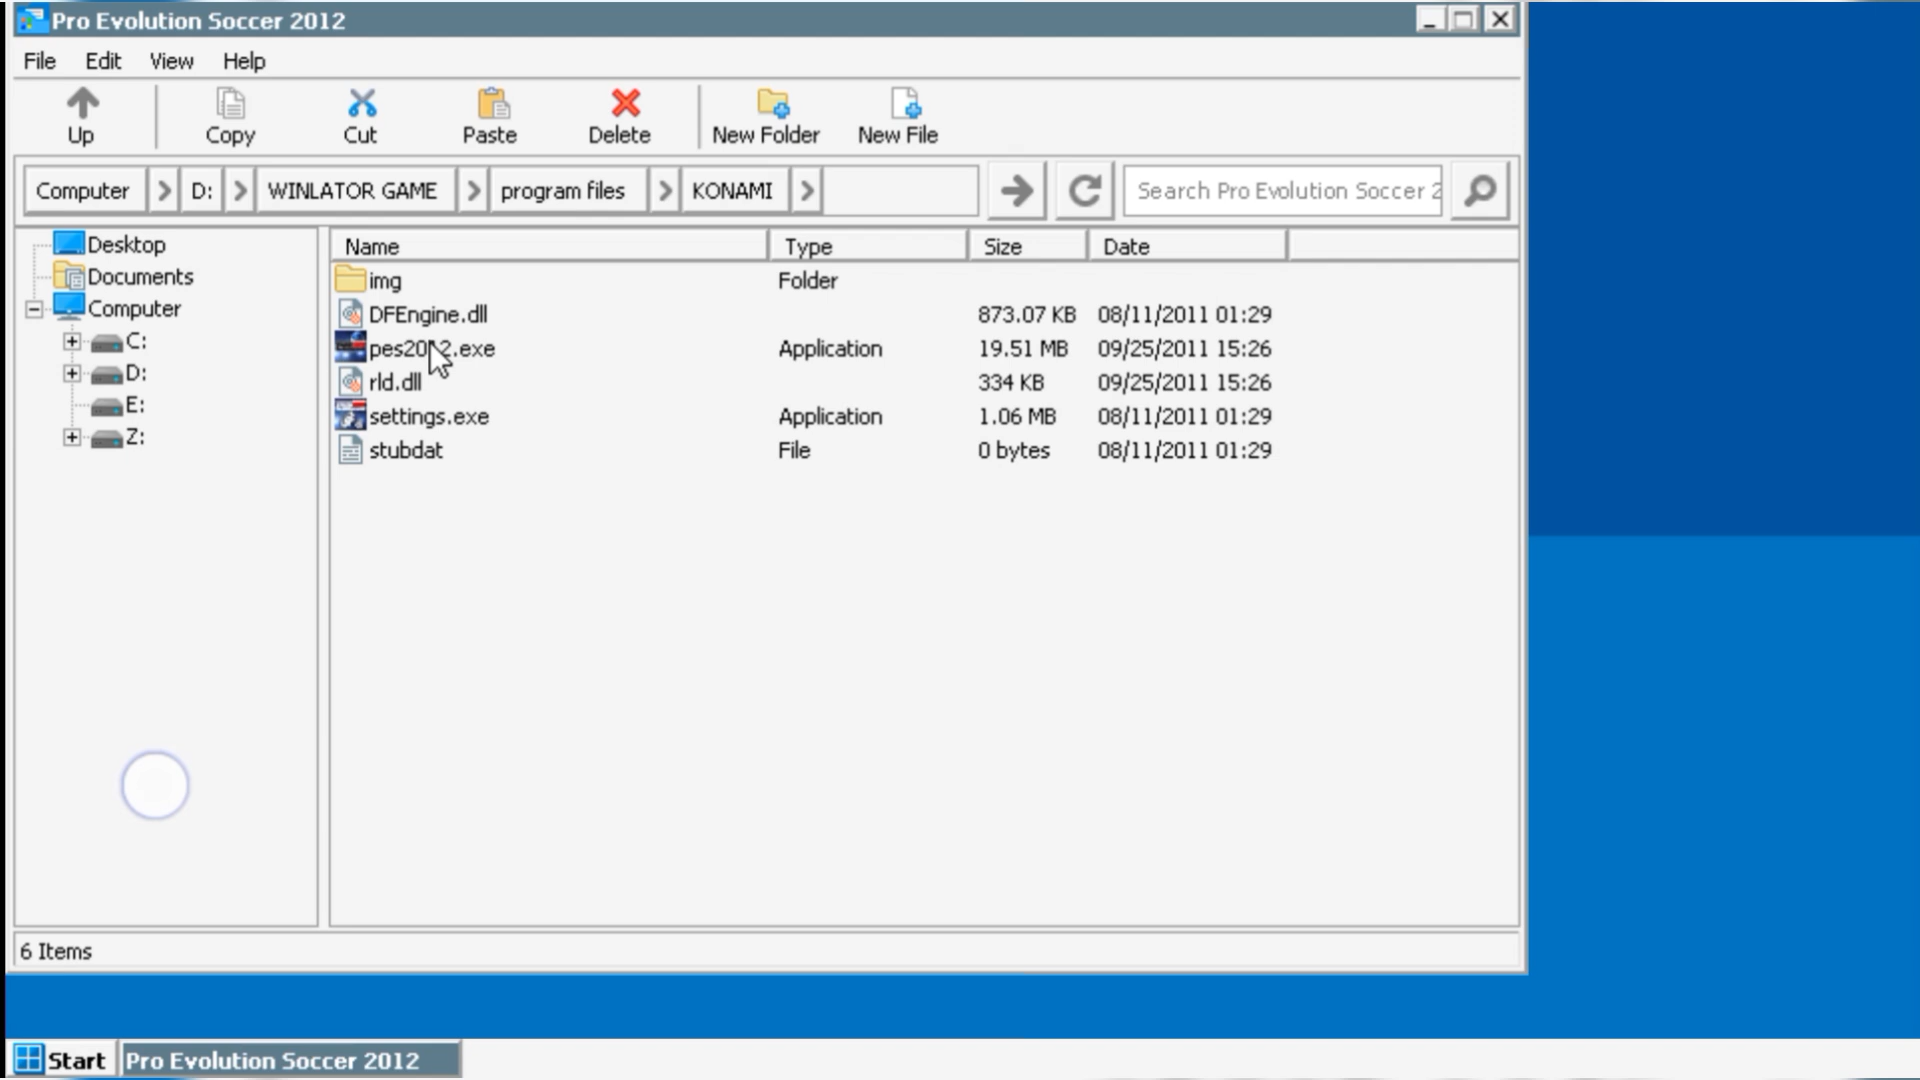 Pro Evolution Soccer 2012
File Edit View Help
Up Copy Cut Paste Delete New Folder New File
Computer D: WINLATOR GAME program files KONAMI Search Pro Evolution Soccer 2
Desktop
Documents
Computer
C:
D:
E:
Z:
Name Type Size Date
img Folder
DFEngine.dll 873.07 KB 08/11/2011 01:29
pes2012.exe Application 19.51 MB 09/25/2011 15:26
rld.dll 334 KB 09/25/2011 15:26
settings.exe Application 1.06 MB 08/11/2011 01:29
stubdat File 0 bytes 08/11/2011 01:29
6 Items
Start Pro Evolution Soccer 2012